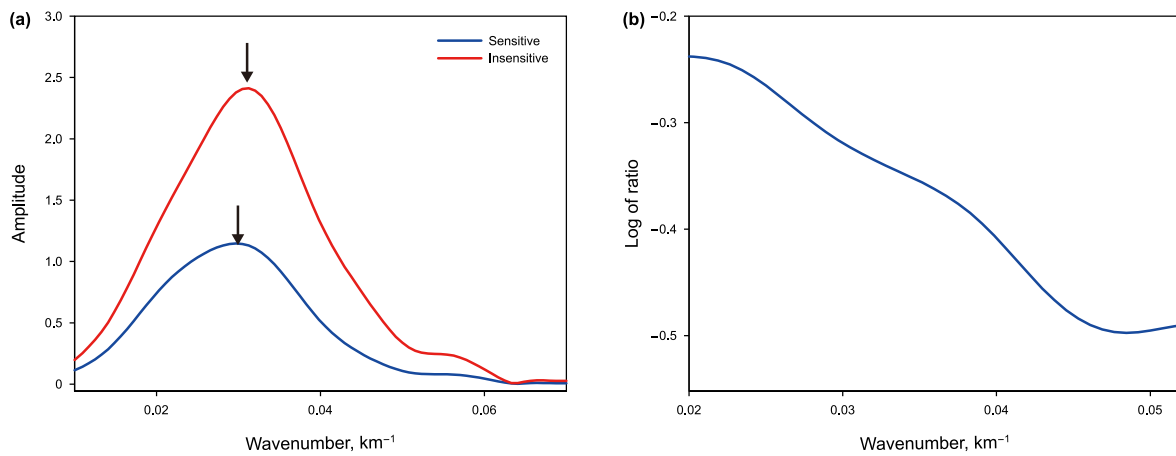 (a)
3.0
2.5
2.0
1.5
1.0
0.5
0
Amplitude
Sensitive
Insensitive
0.02
0.04
0.06
Wavenumber, km⁻¹
(b)
−0.2
−0.3
−0.4
−0.5
Log of ratio
0.02
0.03
0.04
0.05
Wavenumber, km⁻¹